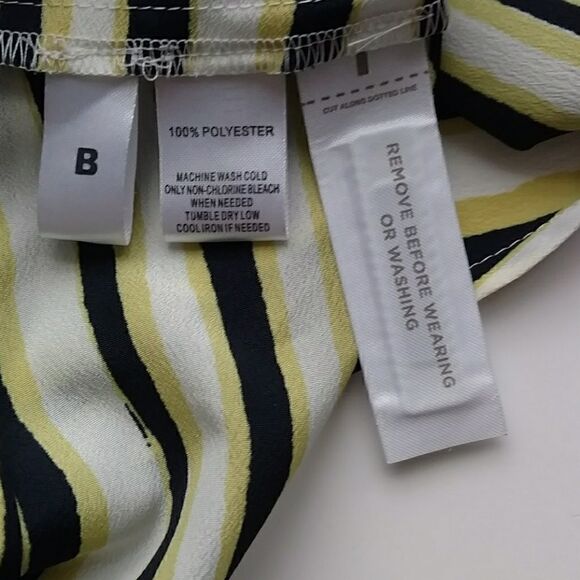 B
100% POLYESTER
MACHINE WASH COLD
ONLY NON-CHLORINE BLEACH
WHEN NEEDED
TUMBLE DRY LOW
COOL IRON IF NEEDED
CUT ALONG DOTTED LINE
REMOVE BEFORE WEARING
OR WASHING